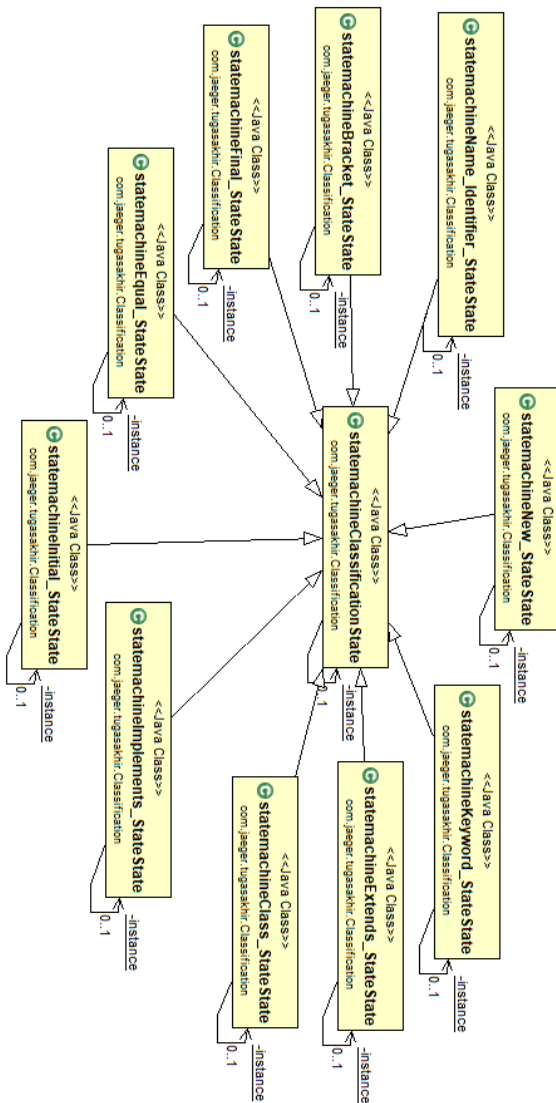 <<Java Class>>
C statemachineNew_StateState
com.jaeger.tugasakhir.Classification
-instance
0..1
<<Java Class>>
C statemachineName_Identifier_StateState
com.jaeger.tugasakhir.Classification
-instance
0..1
<<Java Class>>
C statemachineKeyword_StateState
com.jaeger.tugasakhir.Classification
-instance
0..1
<<Java Class>>
C statemachineBracket_StateState
com.jaeger.tugasakhir.Classification
-instance
0..1
<<Java Class>>
C statemachineClassificationState
com.jaeger.tugasakhir.Classification
-instance
0..1
<<Java Class>>
C statemachineExtends_StateState
com.jaeger.tugasakhir.Classification
-instance
0..1
<<Java Class>>
C statemachineFinal_StateState
com.jaeger.tugasakhir.Classification
-instance
0..1
<<Java Class>>
C statemachineClass_StateState
com.jaeger.tugasakhir.Classification
-instance
0..1
<<Java Class>>
C statemachineEqual_StateState
com.jaeger.tugasakhir.Classification
-instance
0..1
<<Java Class>>
C statemachineImplements_StateState
com.jaeger.tugasakhir.Classification
-instance
0..1
<<Java Class>>
C statemachineInitial_StateState
com.jaeger.tugasakhir.Classification
-instance
0..1